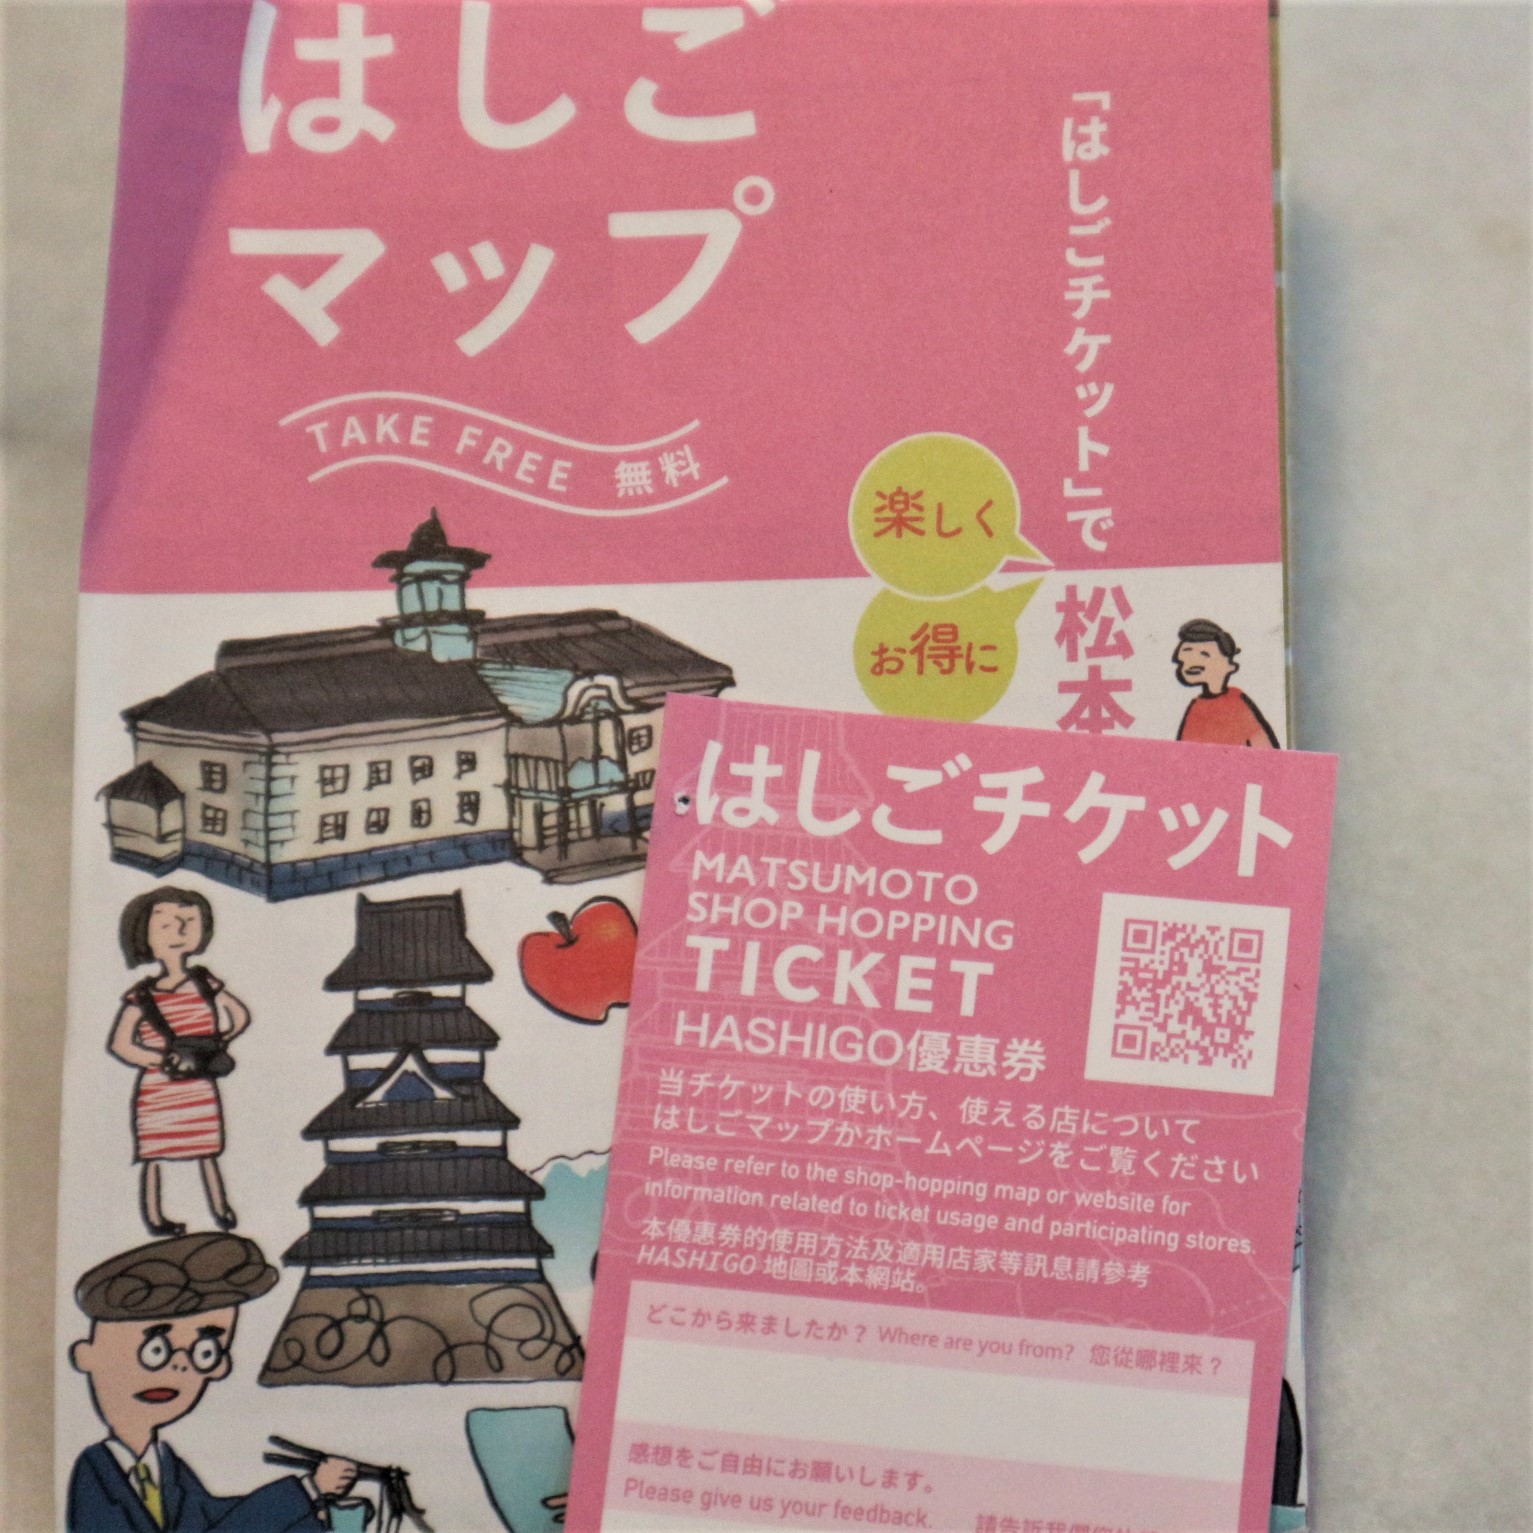 はしご
マップ
TAKE FREE 無料
「はしごチケット」で
楽しく
お得に
松本
はしごチケット
MATSUMOTO
SHOP HOPPING
TICKET
HASHIGO優惠券
当チケットの使い方、使える店について
はしごマップかホームページをご覧ください
Please refer to the shop-hopping map or website for
information related to ticket usage and participating stores.
本優惠券的使用方法及適用店家等訊息請參考
HASHIGO 地圖或本網站。
どこから来ましたか？ Where are you from? 您從哪裡來？
感想をご自由にお願いします。
Please give us your feedback. 請告訴我們您的